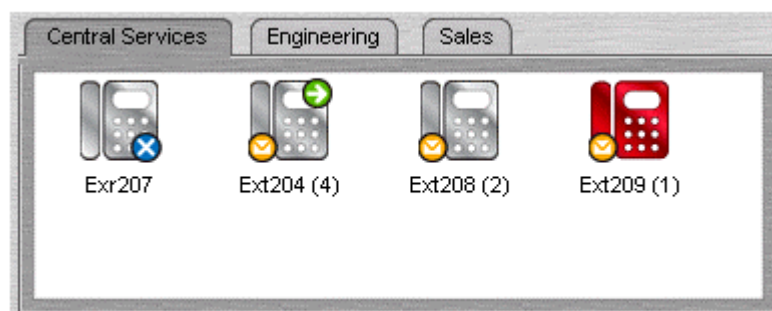 Central Services Engineering Sales
Exr207 Ext204 (4) Ext208 (2) Ext209 (1)